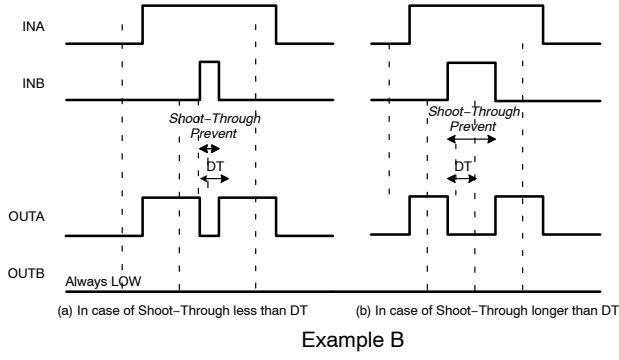 INA
INB
Shoot−Through
Prevent
DT
Shoot−Through
Prevent
DT
OUTA
OUTB
Always LOW
(a) In case of Shoot−Through less than DT
(b) In case of Shoot−Through longer than DT
Example B